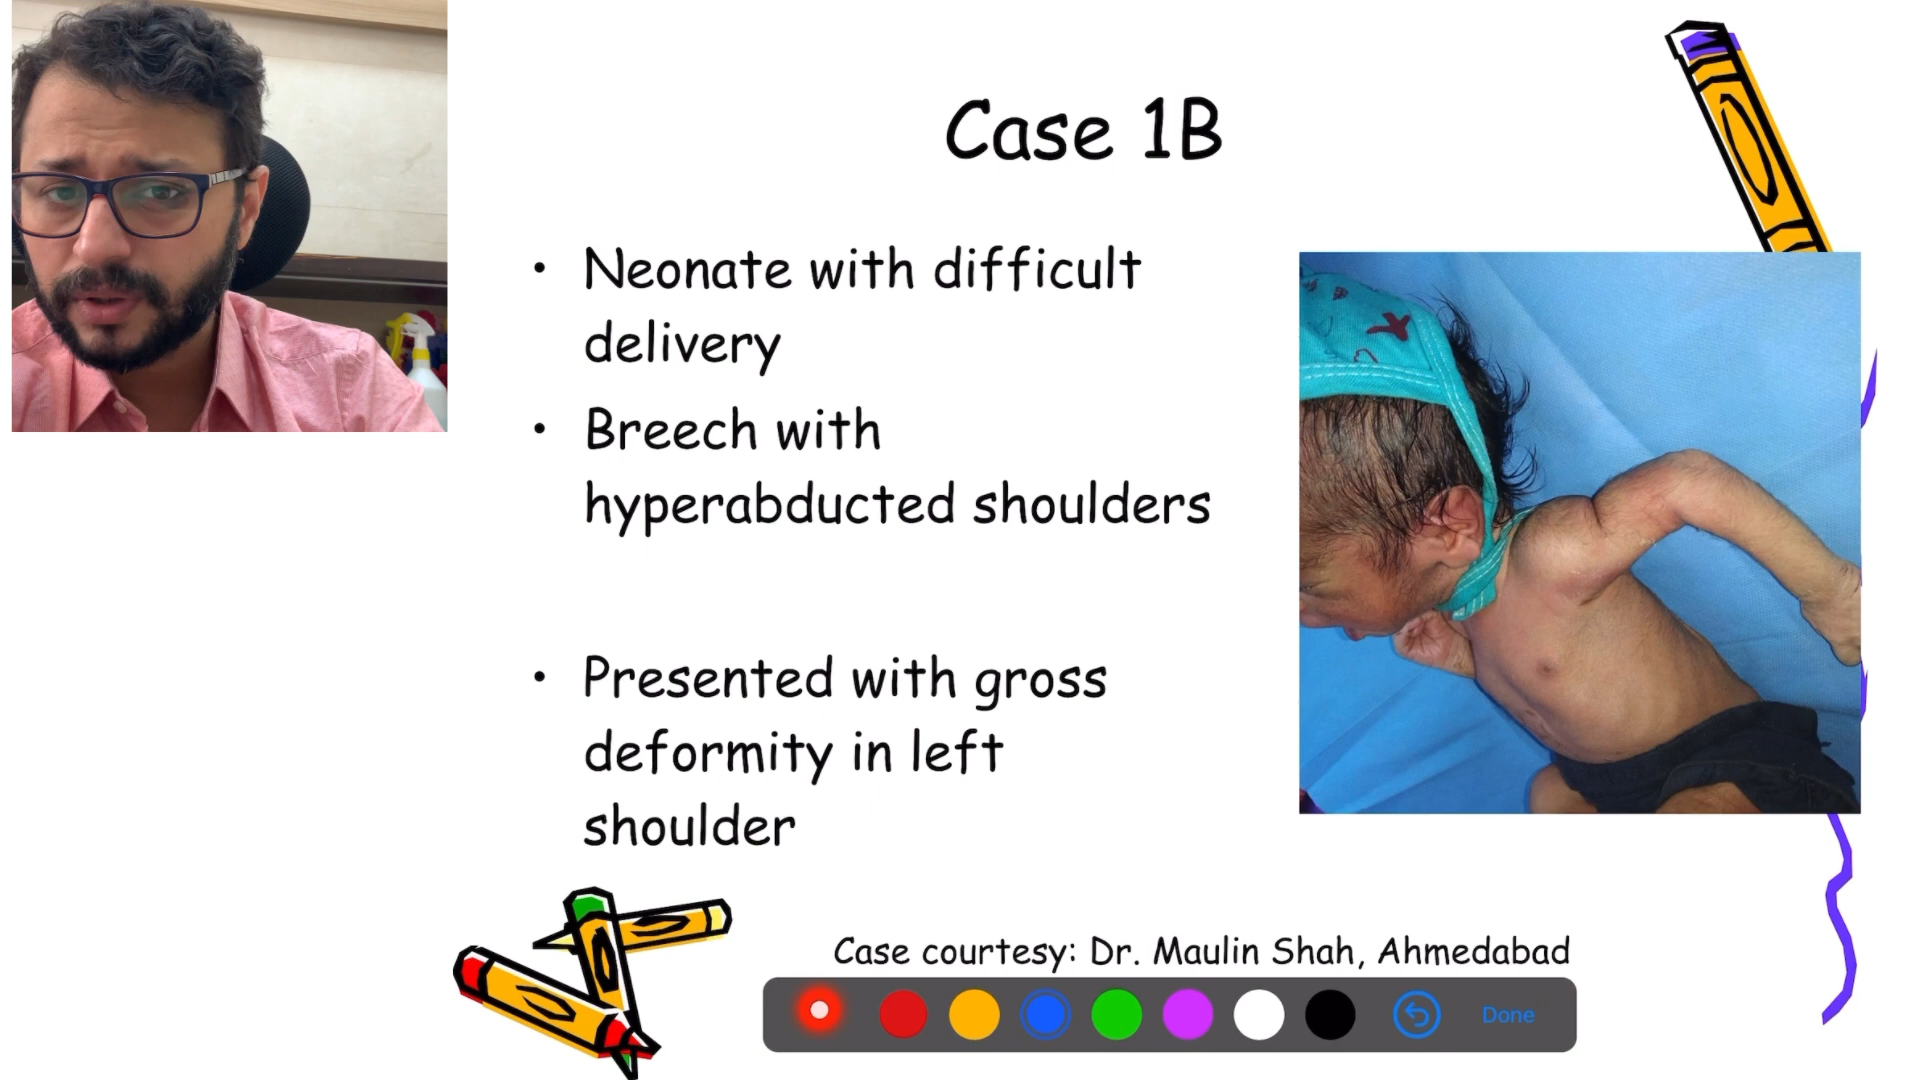 Case 1B
• Neonate with difficult
delivery
• Breech with
hyperabducted shoulders
• Presented with gross
deformity in left
shoulder
Case courtesy: Dr. Maulin Shah, Ahmedabad
Done